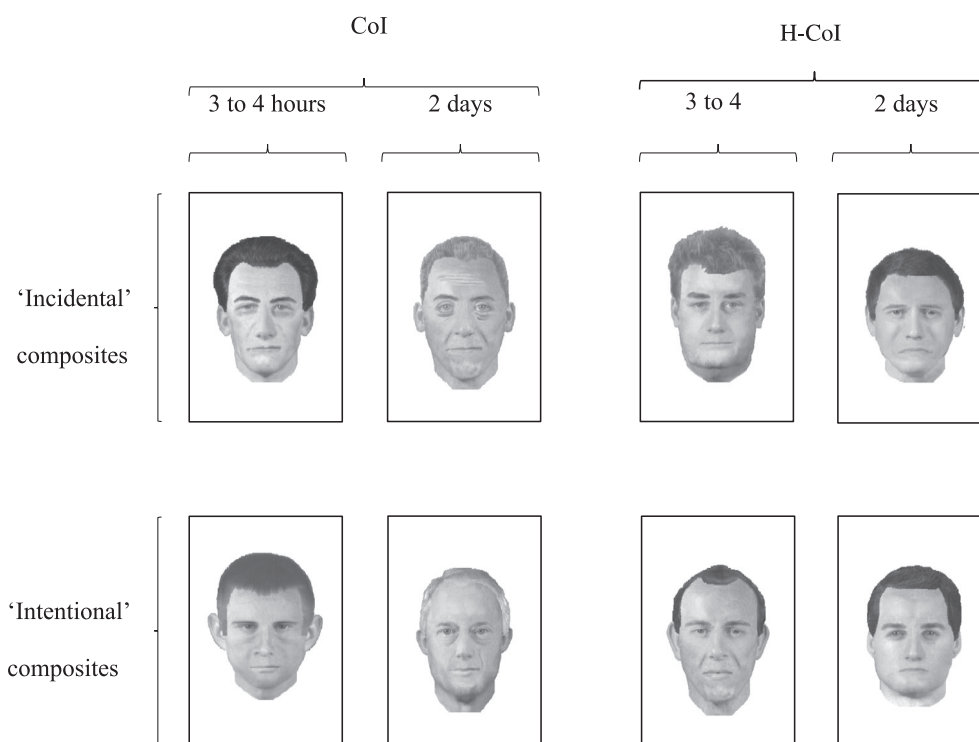 CoI
H-CoI
3 to 4 hours
2 days
3 to 4
2 days
‘Incidental’
composites
‘Intentional’
composites